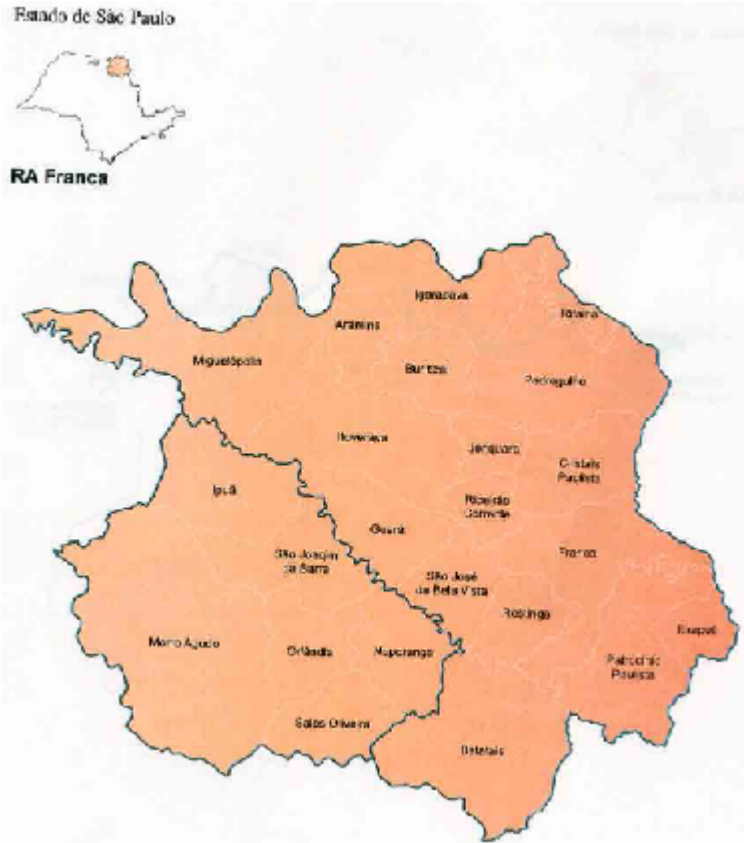 Estado de São Paulo
RA Franca
Igarapava
Aramina
Rifaina
Miguelópolis
Buritiza
Pedregulho
Ituverava
Jeriquara
Cristais
Paulista
Ipuã
Ribeirão
Corrente
Guará
São Joaquim
da Barra
Franca
São José
da Bela Vista
Restinga
Itirapuã
Morro Agudo
Orlândia
Nuporanga
Patrocínio
Paulista
Sales Oliveira
Batatais